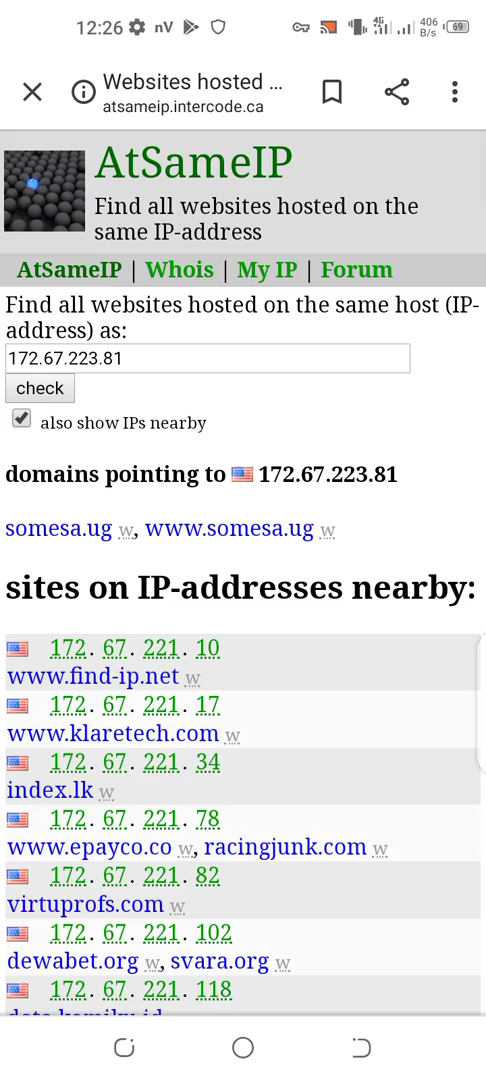 12:26 nV 4G 406 B/s 69
Websites hosted ...
atsameip.intercode.ca
AtSameIP
Find all websites hosted on the
same IP-address
AtSameIP | Whois | My IP | Forum
Find all websites hosted on the same host (IP-
address) as:
172.67.223.81
check
also show IPs nearby
domains pointing to 172.67.223.81
somesa.ug w, www.somesa.ug w
sites on IP-addresses nearby:
172. 67. 221. 10
www.find-ip.net w
172. 67. 221. 17
www.klaretech.com w
172. 67. 221. 34
index.lk w
172. 67. 221. 78
www.epayco.co w, racingjunk.com w
172. 67. 221. 82
virtuprofs.com w
172. 67. 221. 102
dewabet.org w, svara.org w
172. 67. 221. 118